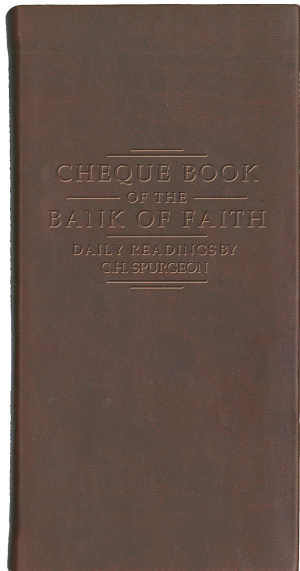 CHEQUE BOOK
OF THE
BANK OF FAITH
DAILY READINGS BY
C.H. SPURGEON